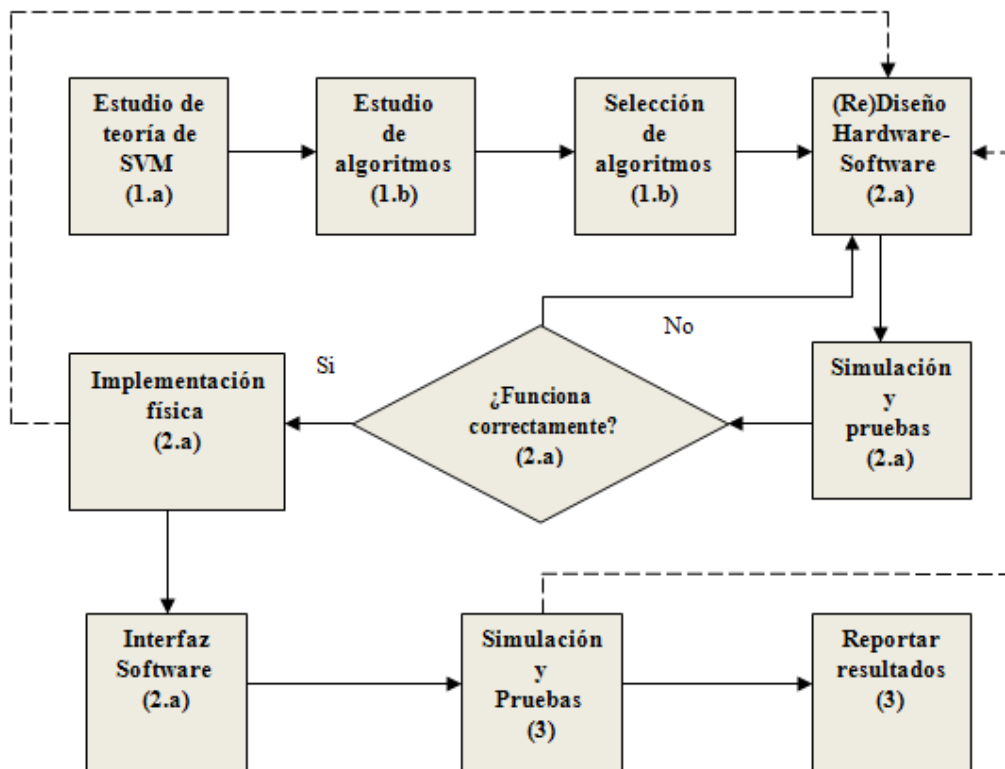 Estudio de
teoría de
SVM
(1.a)
Estudio
de
algoritmos
(1.b)
Selección
de
algoritmos
(1.b)
(Re)Diseño
Hardware-
Software
(2.a)
No
Si
Implementación
física
(2.a)
¿Funciona
correctamente?
(2.a)
Simulación
y
pruebas
(2.a)
Interfaz
Software
(2.a)
Simulación
y
Pruebas
(3)
Reportar
resultados
(3)